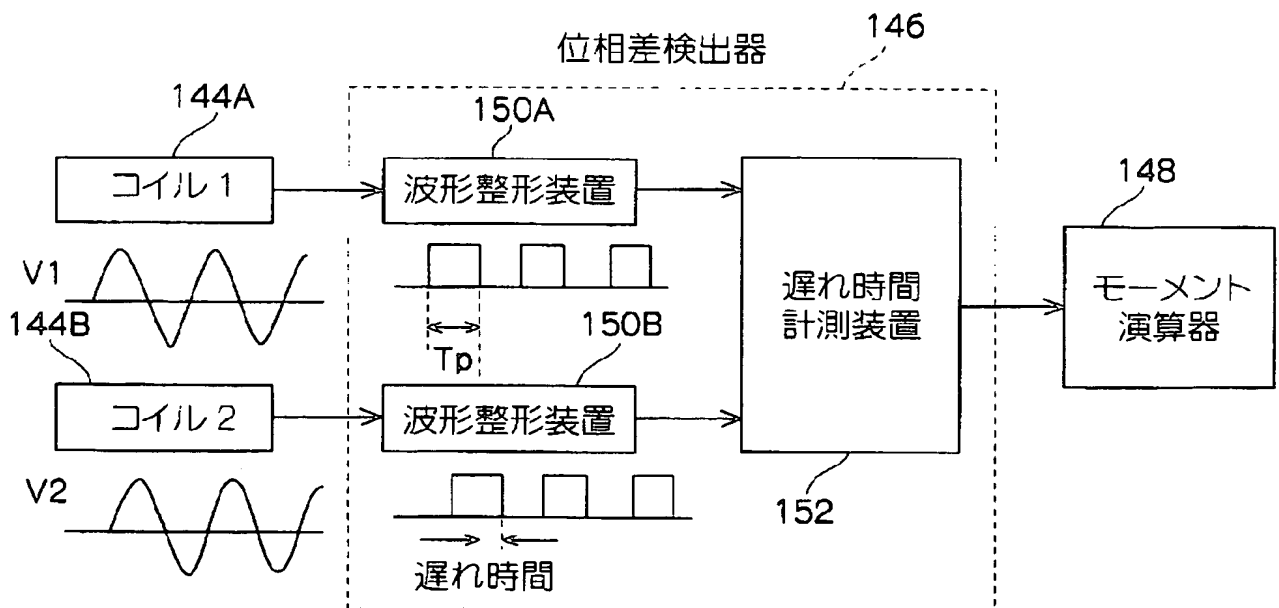 146
位相差検出器
144A
150A
コイル1
波形整形装置
148
V1
遅れ時間
計測装置
モーメント
演算器
144B
Tp
150B
コイル2
波形整形装置
V2
152
遅れ時間